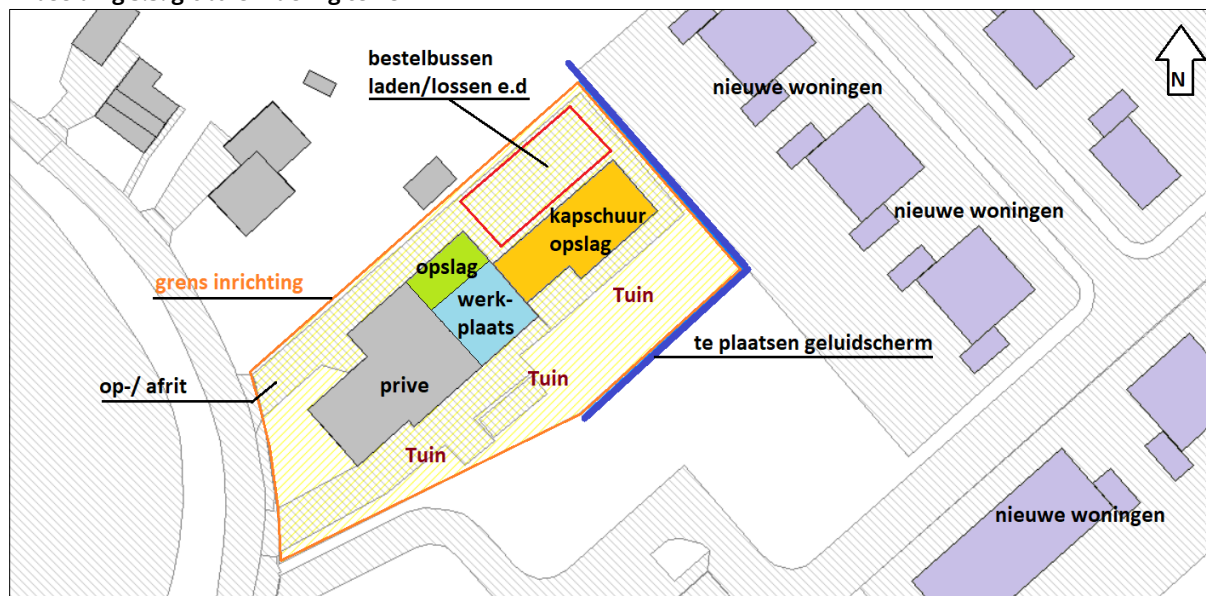 bestelbussen
laden/lossen e.d
nieuwe woningen
N
kapschuur
opslag
nieuwe woningen
opslag
grens inrichting
werk-
plaats
Tuin
te plaatsen geluidscherm
op-/ afrit
prive
Tuin
Tuin
nieuwe woningen